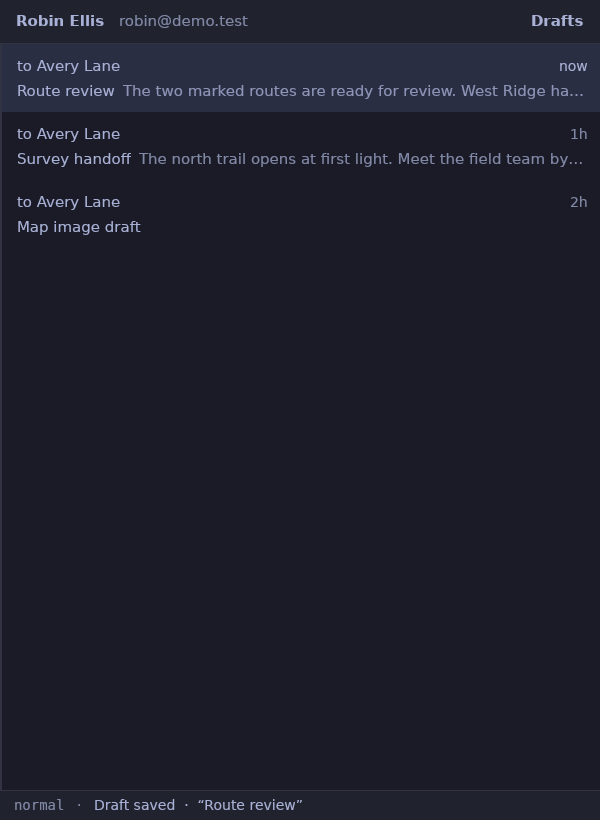 Robin Ellis robin@demo.test Drafts
to Avery Lane now
Route review The two marked routes are ready for review. West Ridge ha…
to Avery Lane 1h
Survey handoff The north trail opens at first light. Meet the field team by…
to Avery Lane 2h
Map image draft
normal · Draft saved · “Route review”